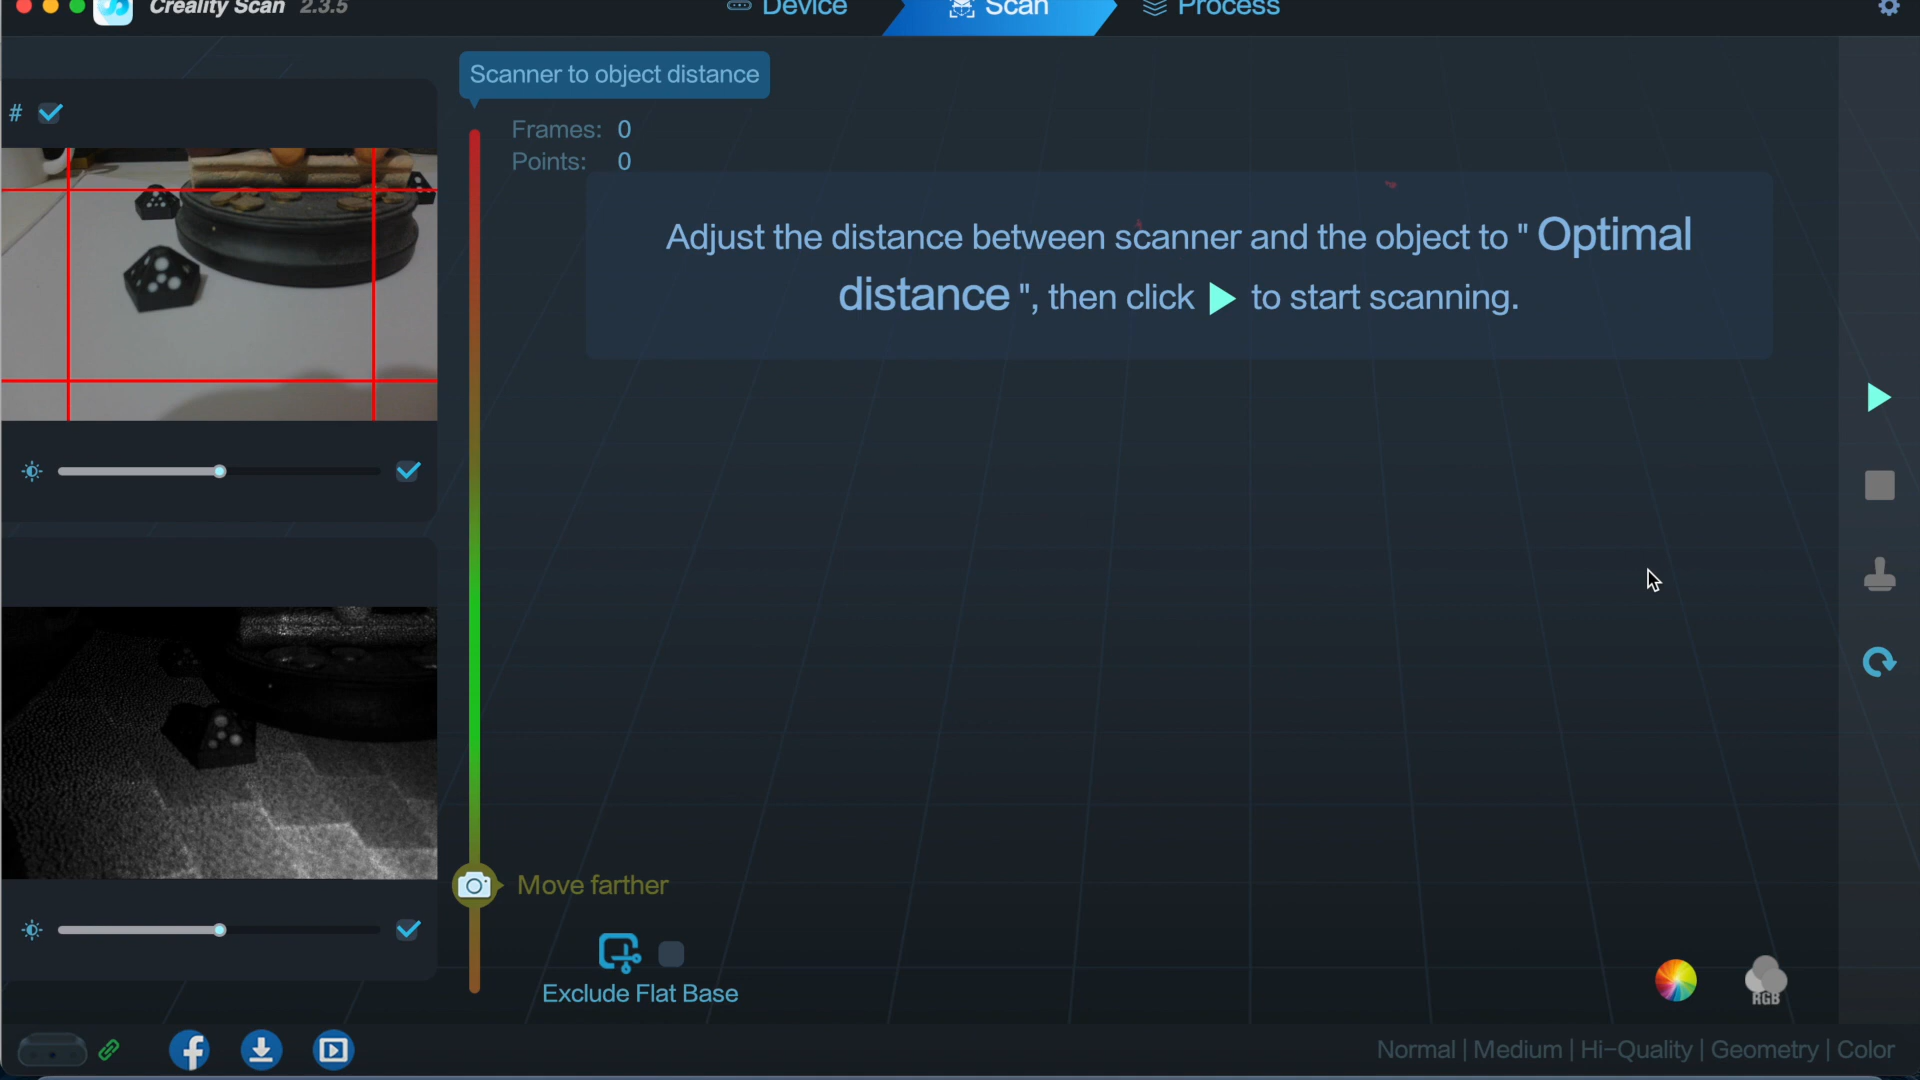 Creality Scan 2.3.5
Device
Scan
Process
Scanner to object distance
#
Frames: 0
Points: 0
Adjust the distance between scanner and the object to " Optimal
distance ", then click ▶ to start scanning.
Move farther
Exclude Flat Base
RGB
Normal | Medium | Hi-Quality | Geometry | Color